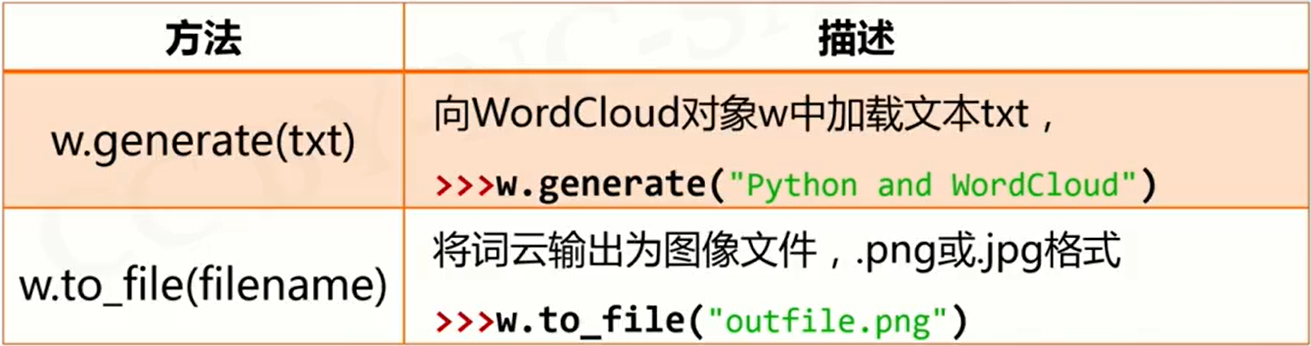 方法
描述
w.generate(txt)
向WordCloud对象w中加载文本txt，
>>>w.generate("Python and WordCloud")
w.to_file(filename)
将词云输出为图像文件，.png或.jpg格式
>>>w.to_file("outfile.png")